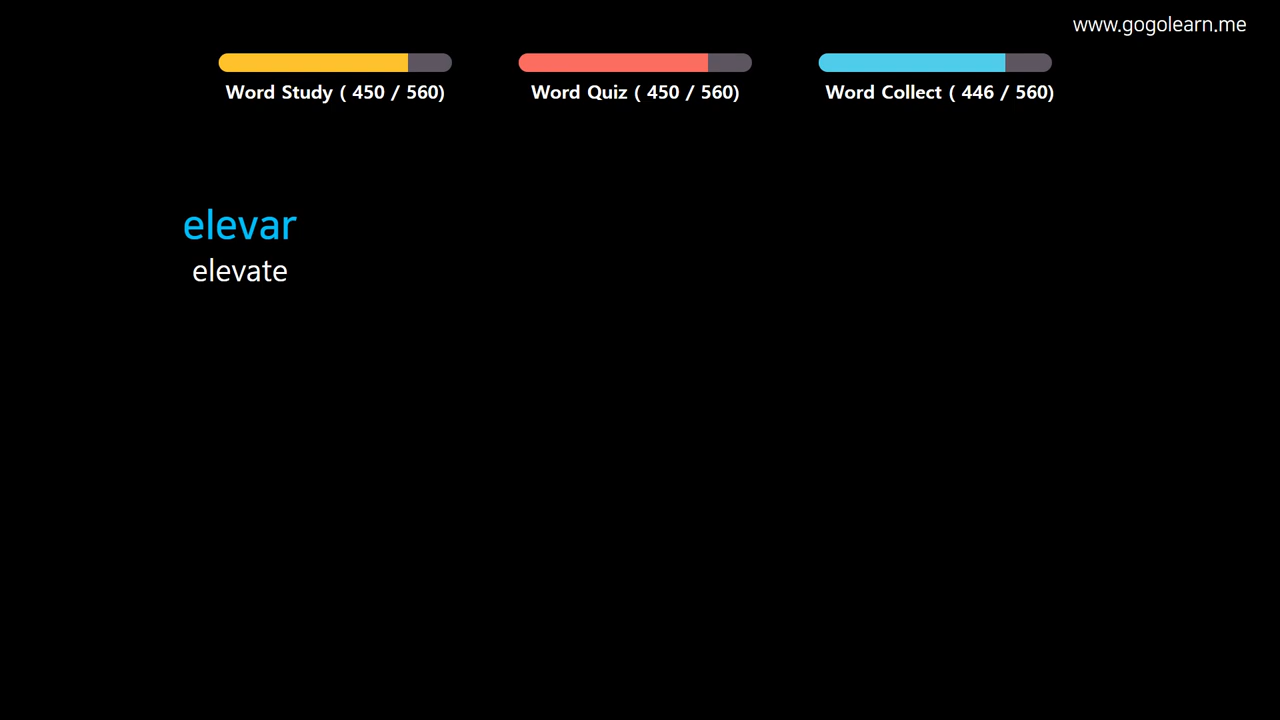 www.gogolearn.me
Word Study ( 450 / 560)
Word Quiz ( 450 / 560)
Word Collect ( 446 / 560)
elevar
elevate